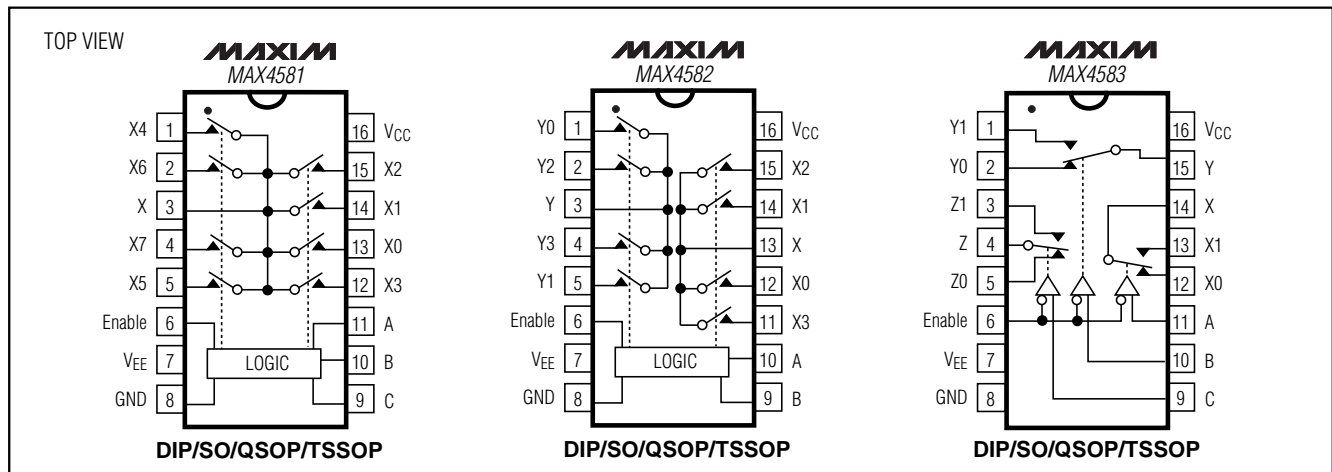 TOP VIEW
MAXIM
MAX4581
X4 1
16 VCC
X6 2
15 X2
X 3
14 X1
X7 4
13 X0
X5 5
12 X3
Enable 6
11 A
VEE 7
LOGIC
10 B
GND 8
9 C
DIP/SO/QSOP/TSSOP
MAXIM
MAX4582
Y0 1
16 VCC
Y2 2
15 X2
Y 3
14 X1
Y3 4
13 X
Y1 5
12 X0
Enable 6
11 X3
VEE 7
LOGIC
10 A
GND 8
9 B
DIP/SO/QSOP/TSSOP
MAXIM
MAX4583
Y1 1
16 VCC
Y0 2
15 Y
Z1 3
14 X
Z 4
13 X1
Z0 5
12 X0
Enable 6
11 A
VEE 7
10 B
GND 8
9 C
DIP/SO/QSOP/TSSOP